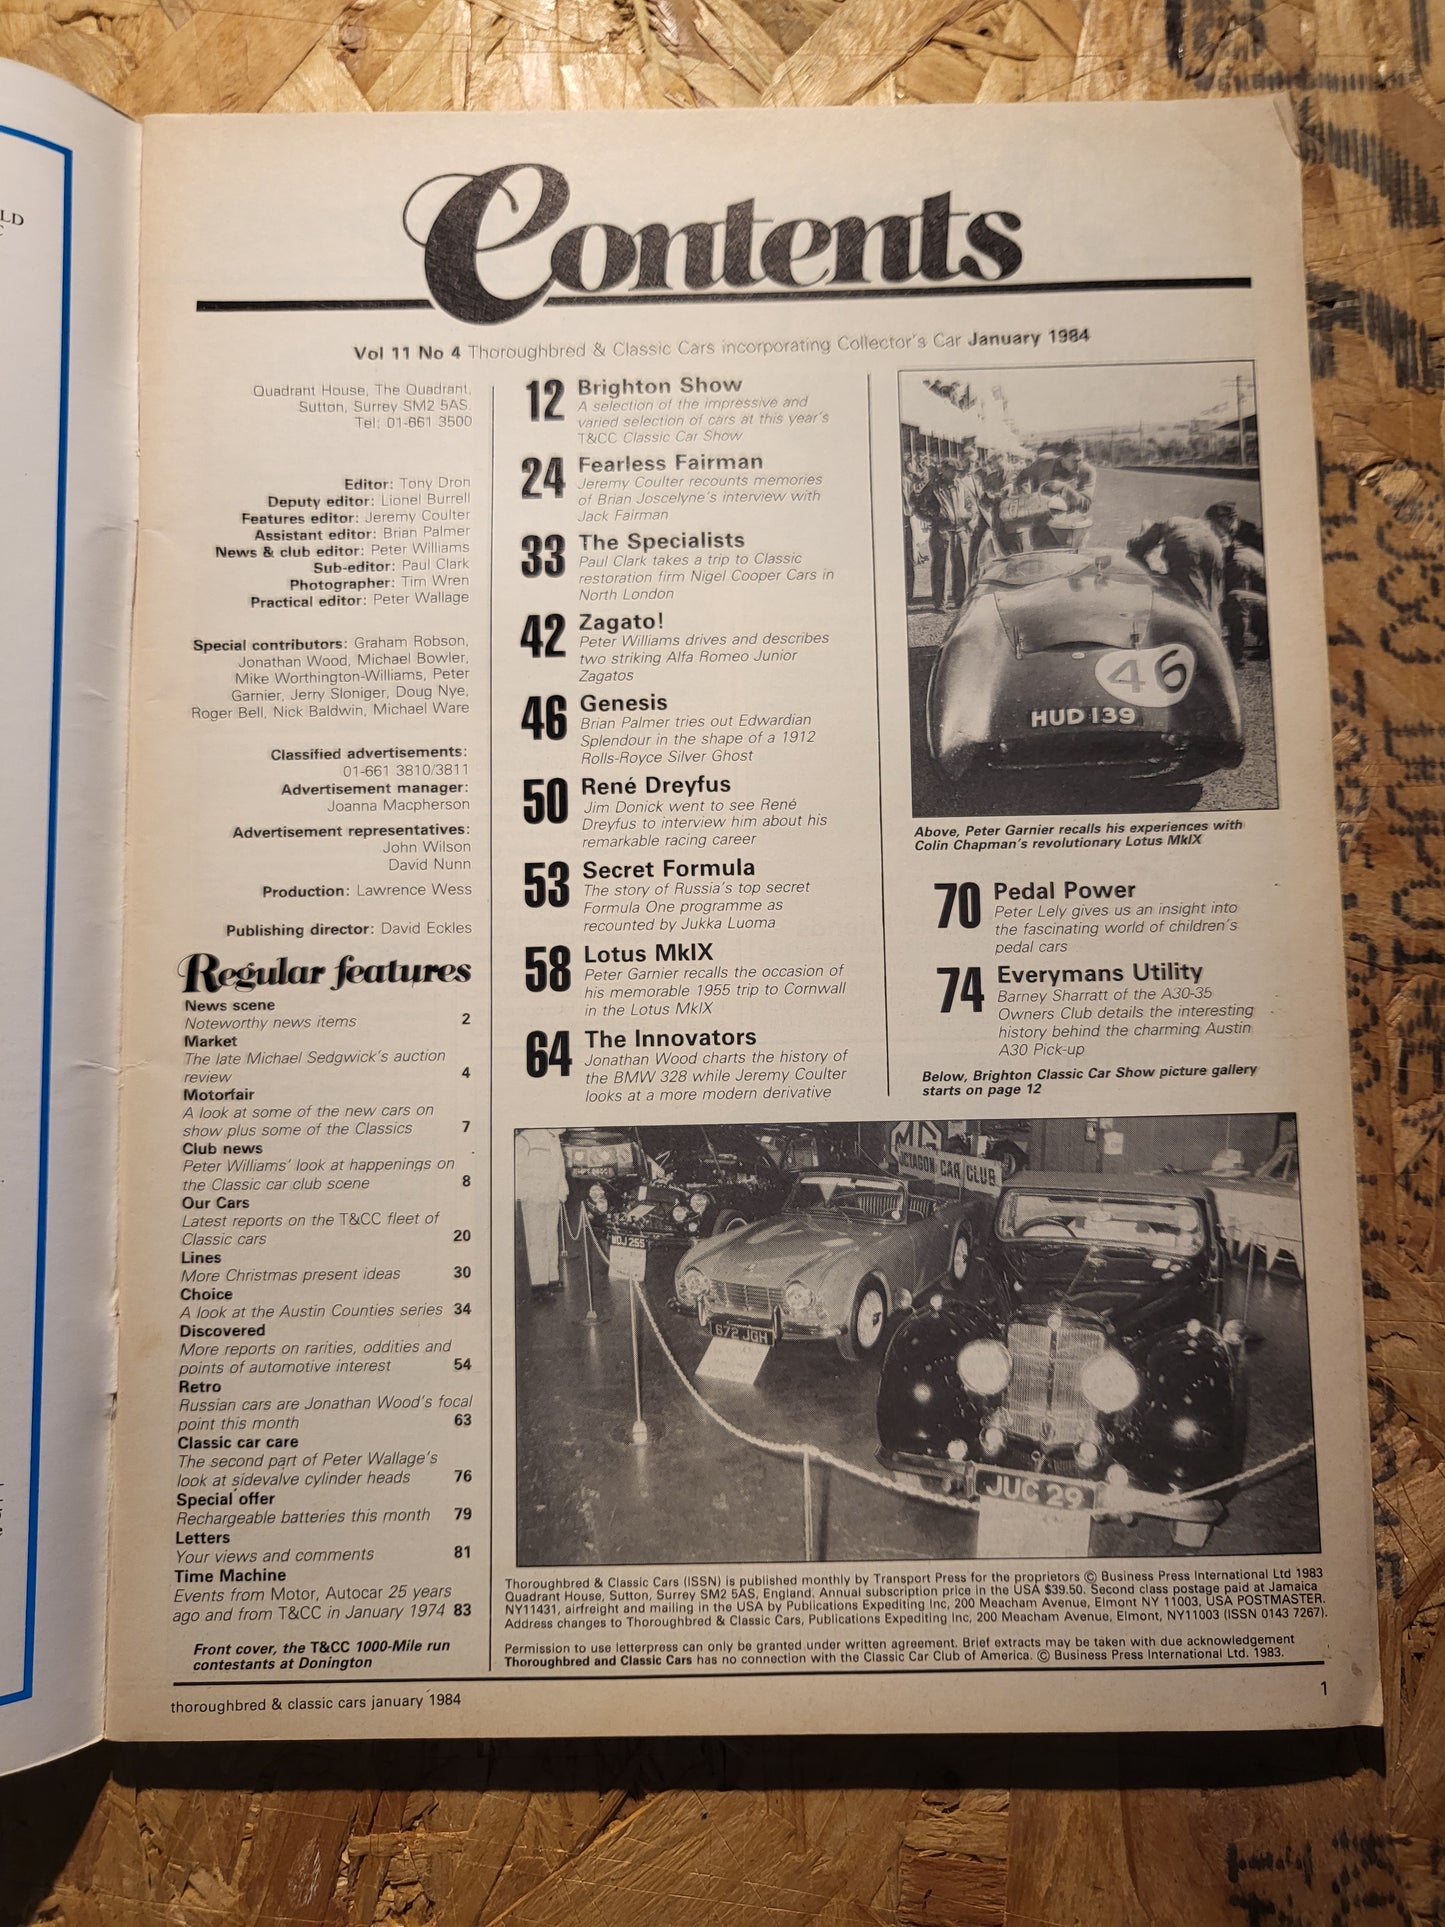 Contents
Vol 11 No 4 Thoroughbred & Classic Cars incorporating Collector's Car January 1984
Quadrant House, The Quadrant,
Sutton, Surrey SM2 5AS.
Tel: 01-661 3500
Editor: Tony Dron
Deputy editor: Lionel Burrell
Features editor: Jeremy Coulter
Assistant editor: Brian Palmer
News & club editor: Peter Williams
Sub-editor: Paul Clark
Photographer: Tim Wren
Practical editor: Peter Wallage
Special contributors: Graham Robson,
Jonathan Wood, Michael Bowler,
Mike Worthington-Williams, Peter
Garnier, Jerry Sloniger, Doug Nye,
Roger Bell, Nick Baldwin, Michael Ware
Classified advertisements:
01-661 3810/3811
Advertisement manager:
Joanna Macpherson
Advertisement representatives:
John Wilson
David Nunn
Production: Lawrence Wess
Publishing director: David Eckles
Regular features
News scene
Noteworthy news items 2
Market
The late Michael Sedgwick's auction
review 4
Motorfair
A look at some of the new cars on
show plus some of the Classics 7
Club news
Peter Williams' look at happenings on
the Classic car club scene 8
Our Cars
Latest reports on the T&CC fleet of
Classic cars 20
Lines
More Christmas present ideas 30
Choice
A look at the Austin Counties series 34
Discovered
More reports on rarities, oddities and
points of automotive interest 54
Retro
Russian cars are Jonathan Wood's focal
point this month 63
Classic car care
The second part of Peter Wallage's
look at sidevalve cylinder heads 76
Special offer
Rechargeable batteries this month 79
Letters
Your views and comments 81
Time Machine
Events from Motor, Autocar 25 years
ago and from T&CC in January 1974 83
Front cover, the T&CC 1000-Mile run
contestants at Donington
12 Brighton Show
A selection of the impressive and
varied selection of cars at this year's
T&CC Classic Car Show
24 Fearless Fairman
Jeremy Coulter recounts memories
of Brian Joscelyne's interview with
Jack Fairman
33 The Specialists
Paul Clark takes a trip to Classic
restoration firm Nigel Cooper Cars in
North London
42 Zagato!
Peter Williams drives and describes
two striking Alfa Romeo Junior
Zagatos
46 Genesis
Brian Palmer tries out Edwardian
Splendour in the shape of a 1912
Rolls-Royce Silver Ghost
50 René Dreyfus
Jim Donick went to see René
Dreyfus to interview him about his
remarkable racing career
53 Secret Formula
The story of Russia's top secret
Formula One programme as
recounted by Jukka Luoma
58 Lotus MkIX
Peter Garnier recalls the occasion of
his memorable 1955 trip to Cornwall
in the Lotus MkIX
64 The Innovators
Jonathan Wood charts the history of
the BMW 328 while Jeremy Coulter
looks at a more modern derivative
46
HUD 139
Above, Peter Garnier recalls his experiences with
Colin Chapman's revolutionary Lotus MkIX
70 Pedal Power
Peter Lely gives us an insight into
the fascinating world of children's
pedal cars
74 Everymans Utility
Barney Sharratt of the A30-35
Owners Club details the interesting
history behind the charming Austin
A30 Pick-up
Below, Brighton Classic Car Show picture gallery
starts on page 12
MG
OCTAGON CAR CLUB
WDJ 255
672 JGH
JUC 29
Thoroughbred & Classic Cars (ISSN) is published monthly by Transport Press for the proprietors © Business Press International Ltd 1983
Quadrant House, Sutton, Surrey SM2 5AS, England. Annual subscription price in the USA $39.50. Second class postage paid at Jamaica
NY11431, airfreight and mailing in the USA by Publications Expediting Inc, 200 Meacham Avenue, Elmont NY 11003, USA POSTMASTER.
Address changes to Thoroughbred & Classic Cars, Publications Expediting Inc, 200 Meacham Avenue, Elmont, NY11003 (ISSN 0143 7267).
Permission to use letterpress can only be granted under written agreement. Brief extracts may be taken with due acknowledgement
Thoroughbred and Classic Cars has no connection with the Classic Car Club of America. © Business Press International Ltd. 1983.
thoroughbred & classic cars january 1984
1